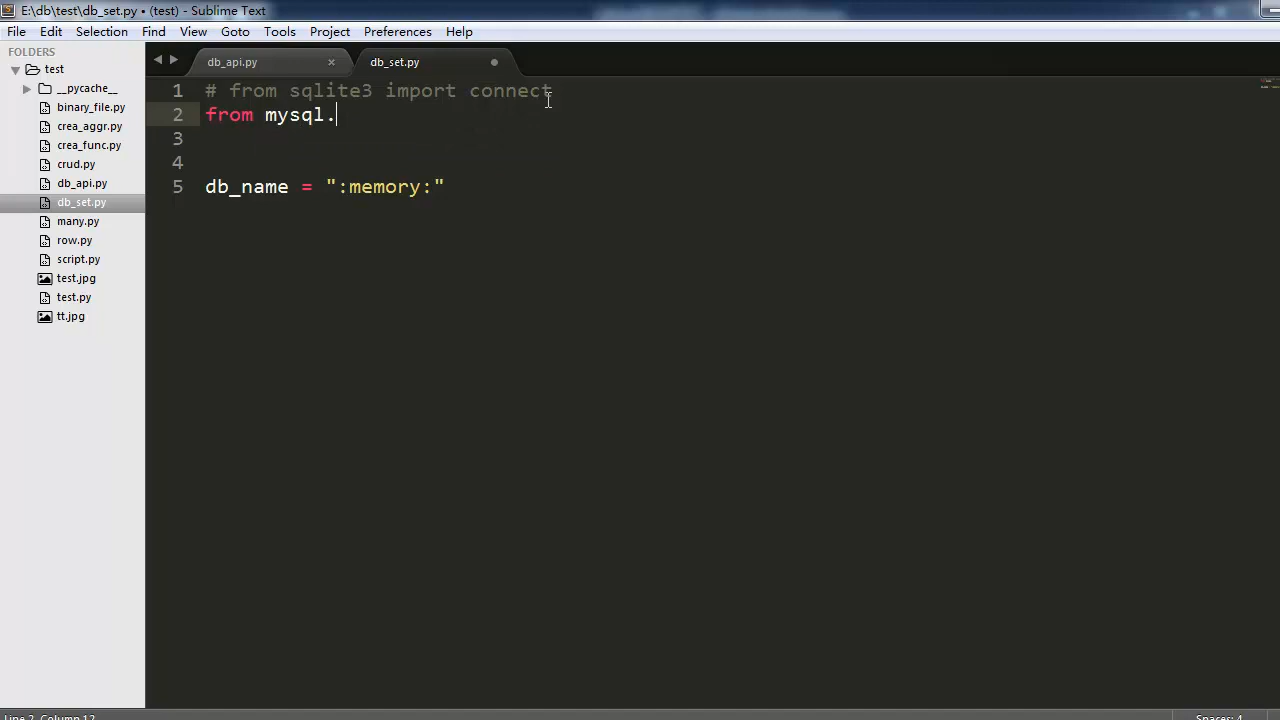 E:\db\test\db_set.py • (test) - Sublime Text
File Edit Selection Find View Goto Tools Project Preferences Help
FOLDERS
test
__pycache__
binary_file.py
crea_aggr.py
crea_func.py
crud.py
db_api.py
db_set.py
many.py
row.py
script.py
test.jpg
test.py
tt.jpg
db_api.py × db_set.py
1 # from sqlite3 import connect
2 from mysql.
3
4
5 db_name = ":memory:"
Line 2, Column 12 Spaces: 4